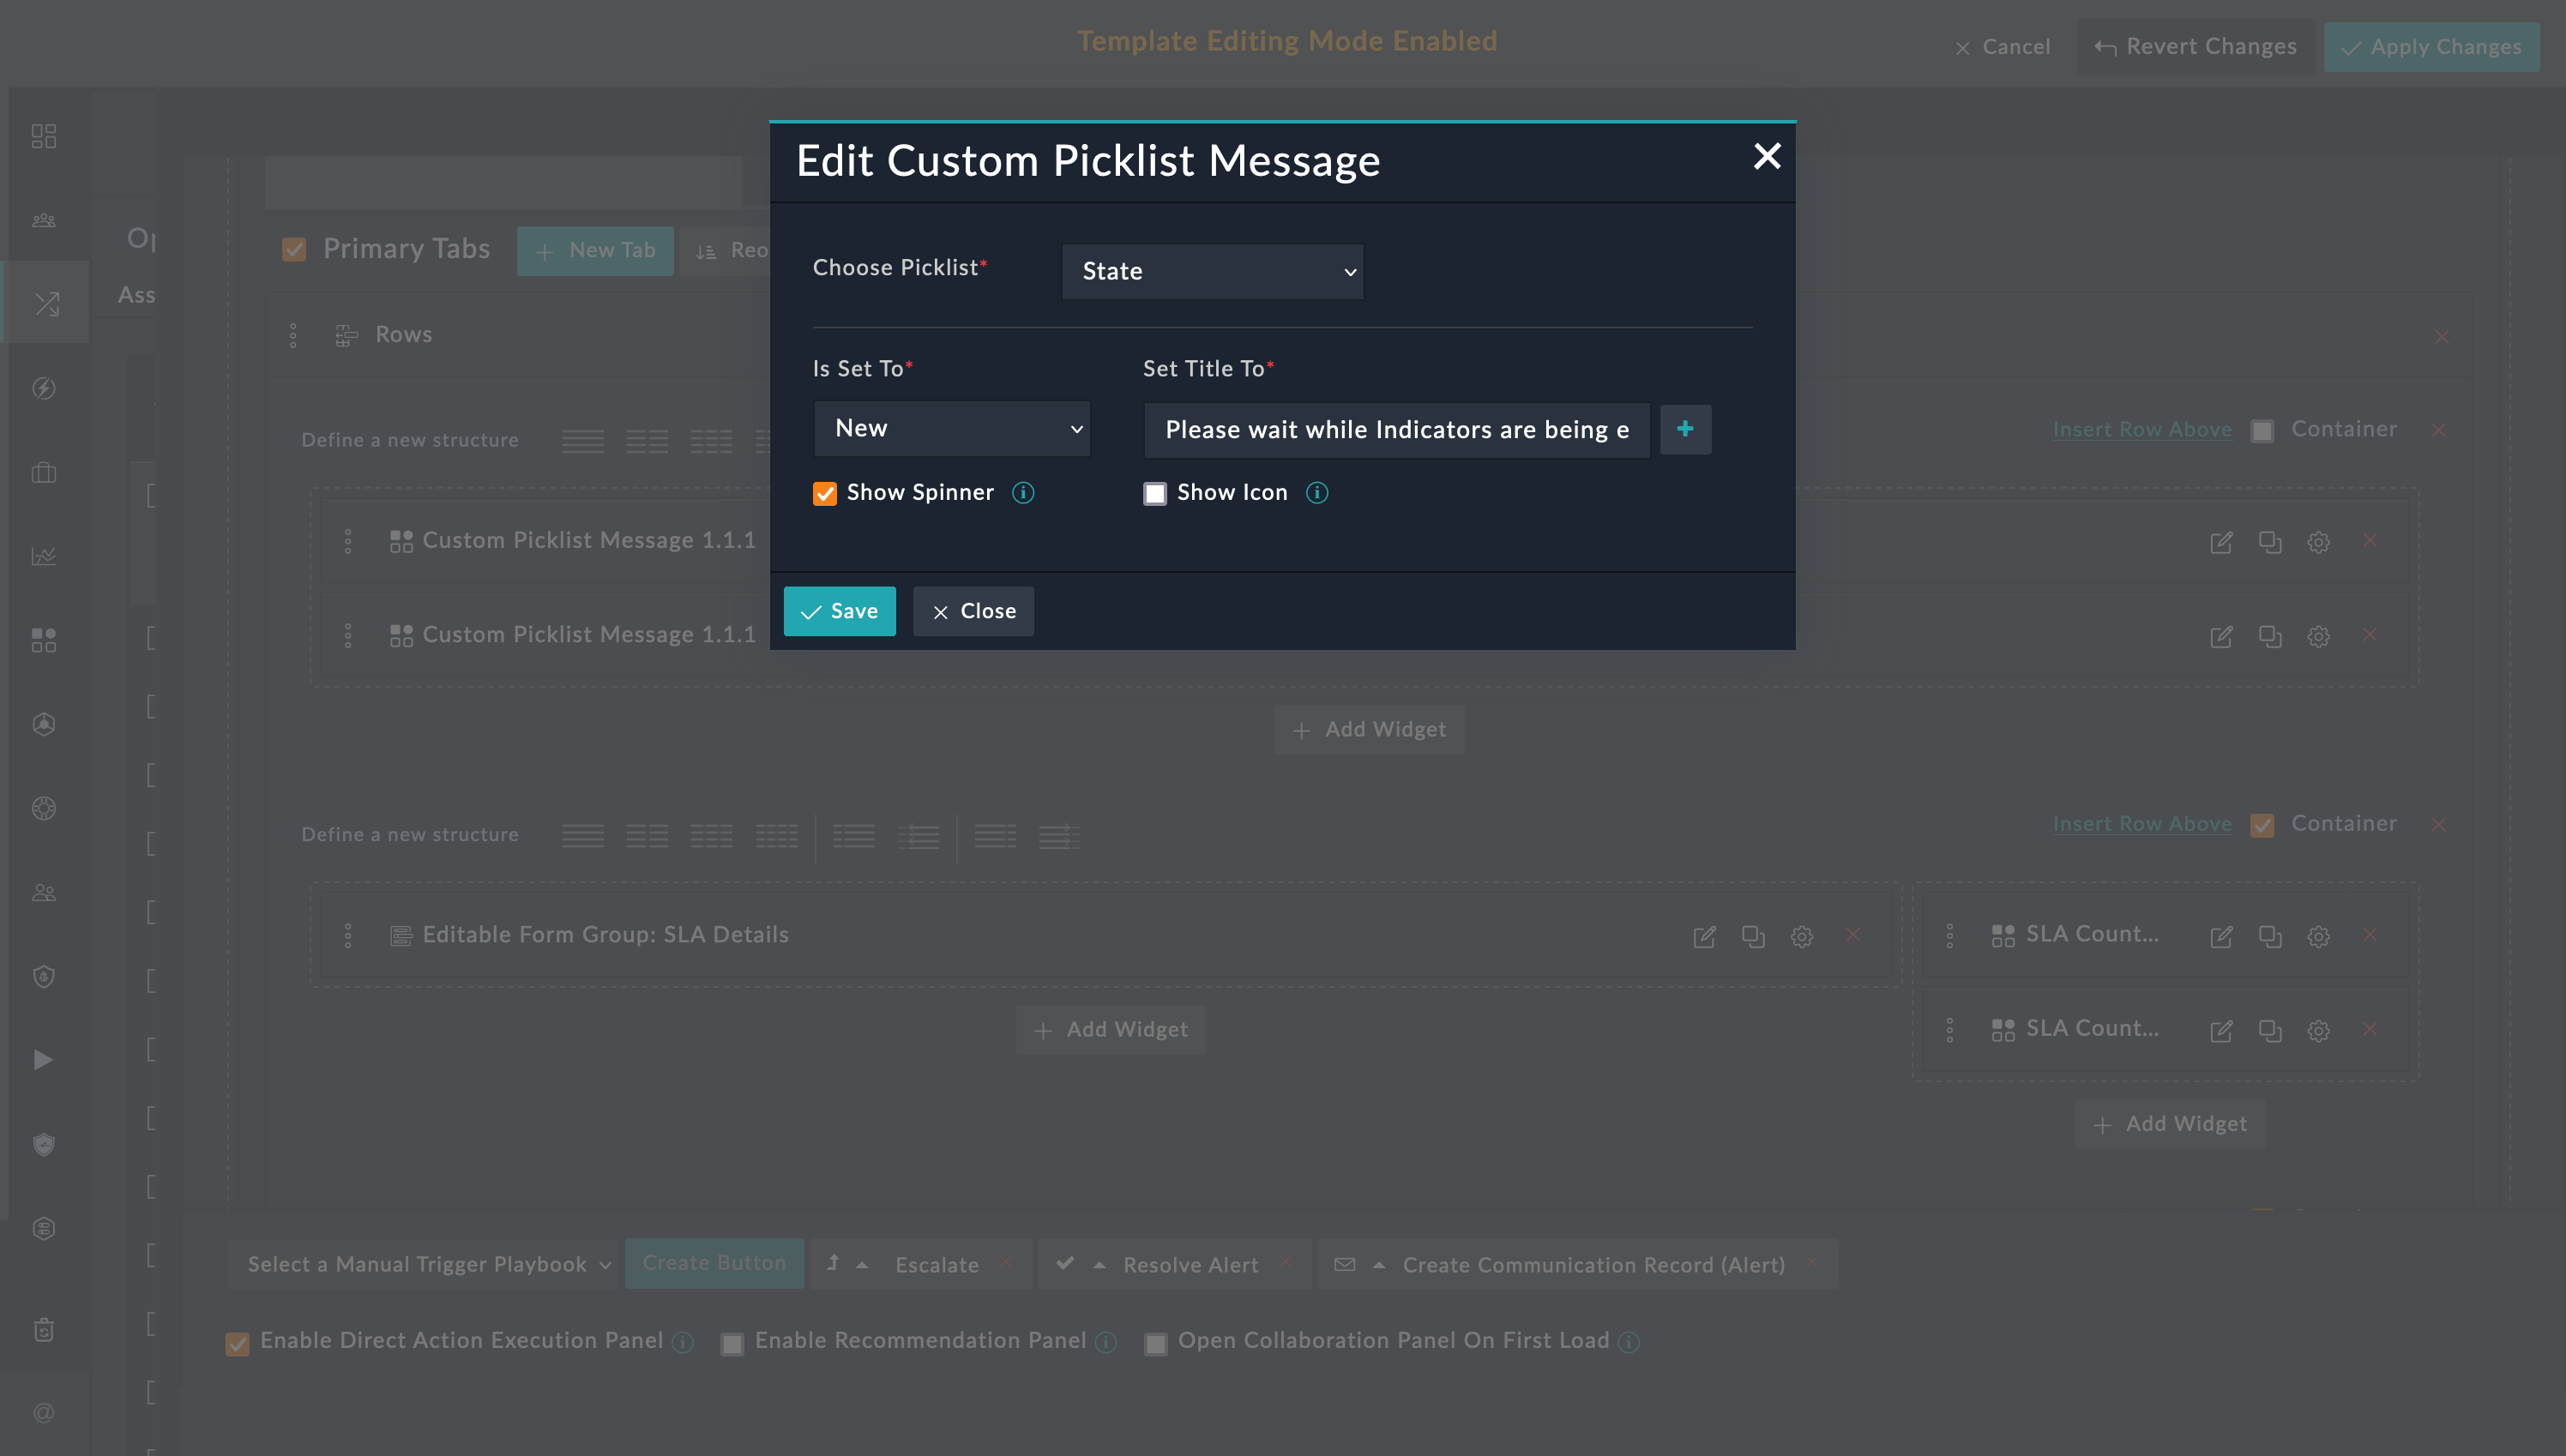 Template Editing Mode Enabled
Cancel
Revert Changes
Apply Changes
Edit Custom Picklist Message
Primary Tabs
New Tab
Choose Picklist*
State
Ass
Rows
Is Set To*
Set Title To*
New
Please wait while Indicators are being e
Define a new structure
Insert Row Above
Container
Show Spinner
Show Icon
Custom Picklist Message 1.1.1
Save
Close
Custom Picklist Message 1.1.1
Add Widget
Define a new structure
Insert Row Above
Container
Editable Form Group: SLA Details
SLA Count...
Add Widget
SLA Count...
Add Widget
Select a Manual Trigger Playbook
Create Button
Escalate
Resolve Alert
Create Communication Record (Alert)
Enable Direct Action Execution Panel
Enable Recommendation Panel
Open Collaboration Panel On First Load